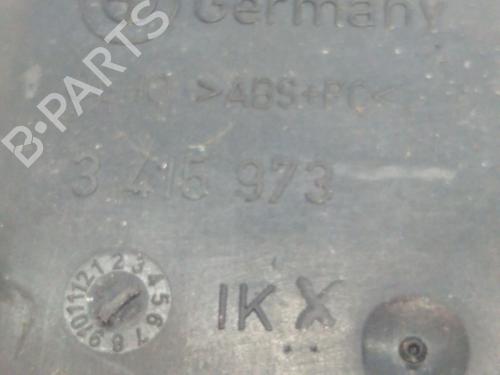 Germany
>ABS+PC<
3 415 973
1 2 3 4 5 6 7 8 9 10 11 12
IKX
B-PARTS